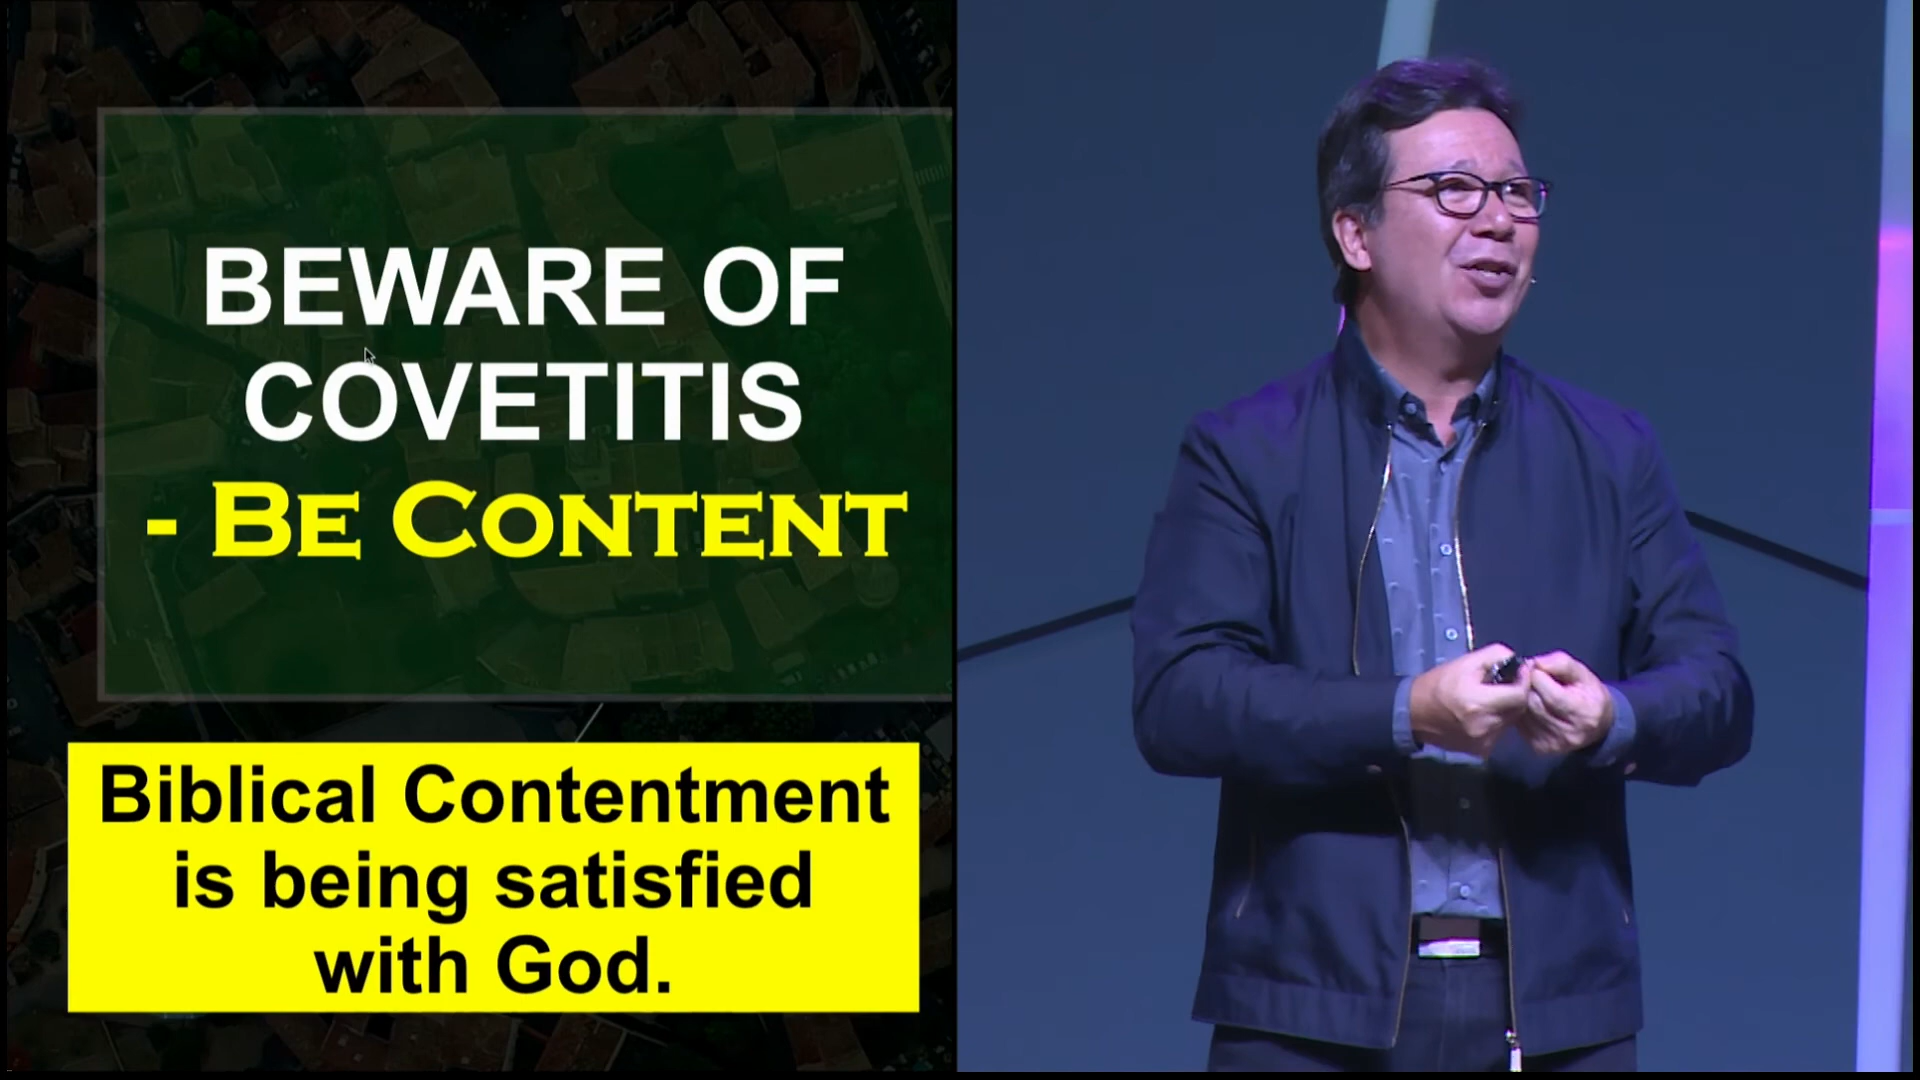 BEWARE OF
COVETITIS
- BE CONTENT
Biblical Contentment
is being satisfied
with God.